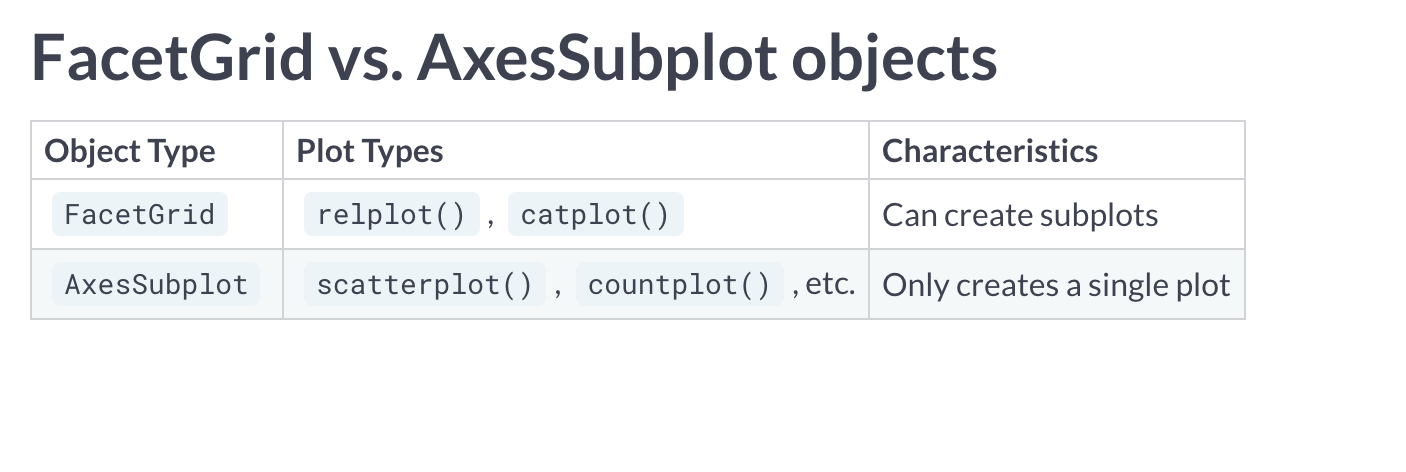 FacetGrid vs. AxesSubplot objects
Object Type Plot Types Characteristics
FacetGrid relplot() , catplot() Can create subplots
AxesSubplot scatterplot() , countplot() , etc. Only creates a single plot